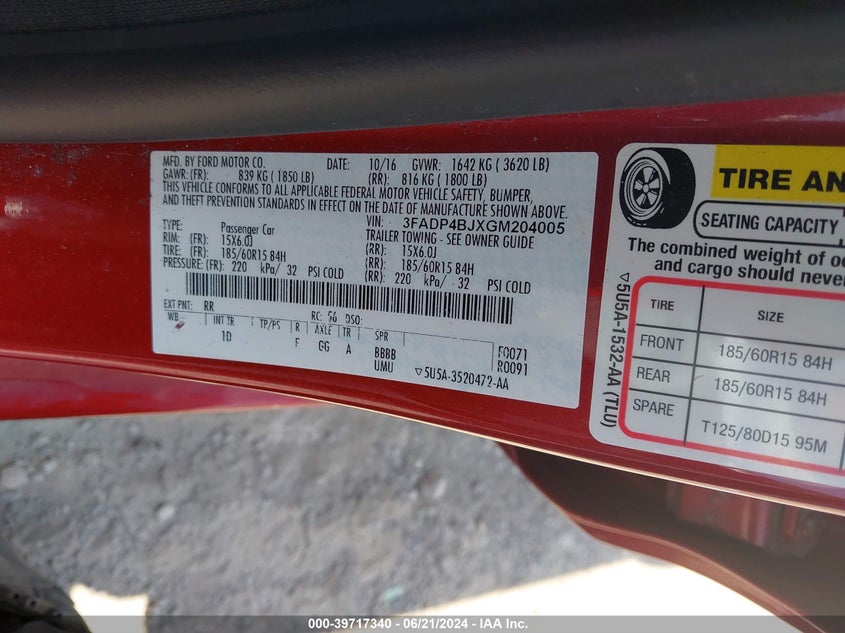 MFD. BY FORD MOTOR CO. DATE: 10/16 GVWR: 1642 KG ( 3620 LB)
GAWR: (FR): 839 KG ( 1850 LB) (RR): 816 KG ( 1800 LB)
THIS VEHICLE CONFORMS TO ALL APPLICABLE FEDERAL MOTOR VEHICLE SAFETY, BUMPER,
AND THEFT PREVENTION STANDARDS IN EFFECT ON THE DATE OF MANUFACTURE SHOWN ABOVE.
VIN: 3FADP4BJXGM204005
TYPE: Passenger Car TRAILER TOWING - SEE OWNER GUIDE
RIM: (FR) 15X6.0J (RR): 15X6.0J
TIRE: (FR): 185/60R15 84H (RR): 185/60R15 84H
PRESSURE: (FR) 220 kPa/ 32 PSI COLD (RR): 220 kPa/ 32 PSI COLD
EXT PNT: RR RC: 56 DSO:
WB INT TR TP/PS R AXLE TR SPR
1D F GG A BBBB F0071
UMU R0091
▽5U5A-3520472-AA
TIRE AN
SEATING CAPACITY
The combined weight of oc
and cargo should never
TIRE SIZE
FRONT 185/60R15 84H
REAR 185/60R15 84H
SPARE T125/80D15 95M
▽5U5A-1532-AA (TLU)
000-39717340 - 06/21/2024 - IAA Inc.